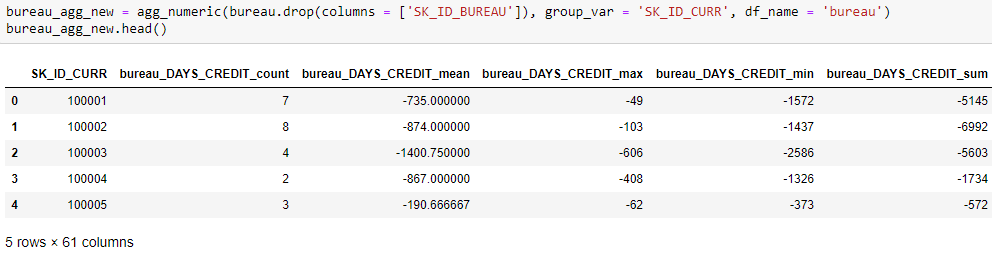 bureau_agg_new = agg_numeric(bureau.drop(columns = ['SK_ID_BUREAU']), group_var = 'SK_ID_CURR', df_name = 'bureau')
bureau_agg_new.head()
SK_ID_CURR bureau_DAYS_CREDIT_count bureau_DAYS_CREDIT_mean bureau_DAYS_CREDIT_max bureau_DAYS_CREDIT_min bureau_DAYS_CREDIT_sum
0 100001 7 -735.000000 -49 -1572 -5145
1 100002 8 -874.000000 -103 -1437 -6992
2 100003 4 -1400.750000 -606 -2586 -5603
3 100004 2 -867.000000 -408 -1326 -1734
4 100005 3 -190.666667 -62 -373 -572
5 rows × 61 columns